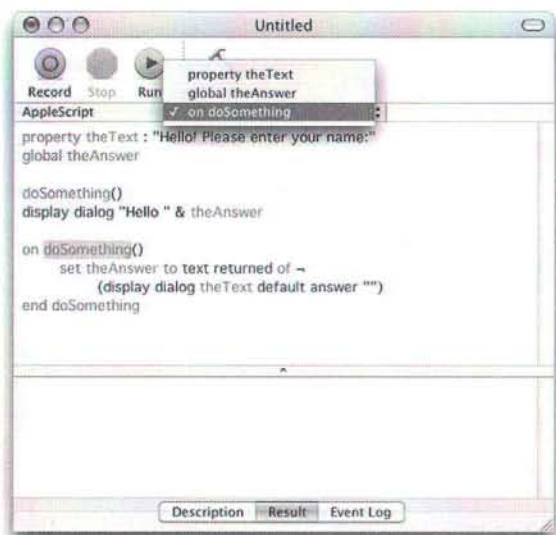 Untitled
Record Stop Run
property theText
global theAnswer
✓ on doSomething
AppleScript
property theText : "Hello! Please enter your name:"
global theAnswer
doSomething()
display dialog "Hello " & theAnswer
on doSomething()
set theAnswer to text returned of ¬
(display dialog theText default answer "")
end doSomething
Description Result Event Log